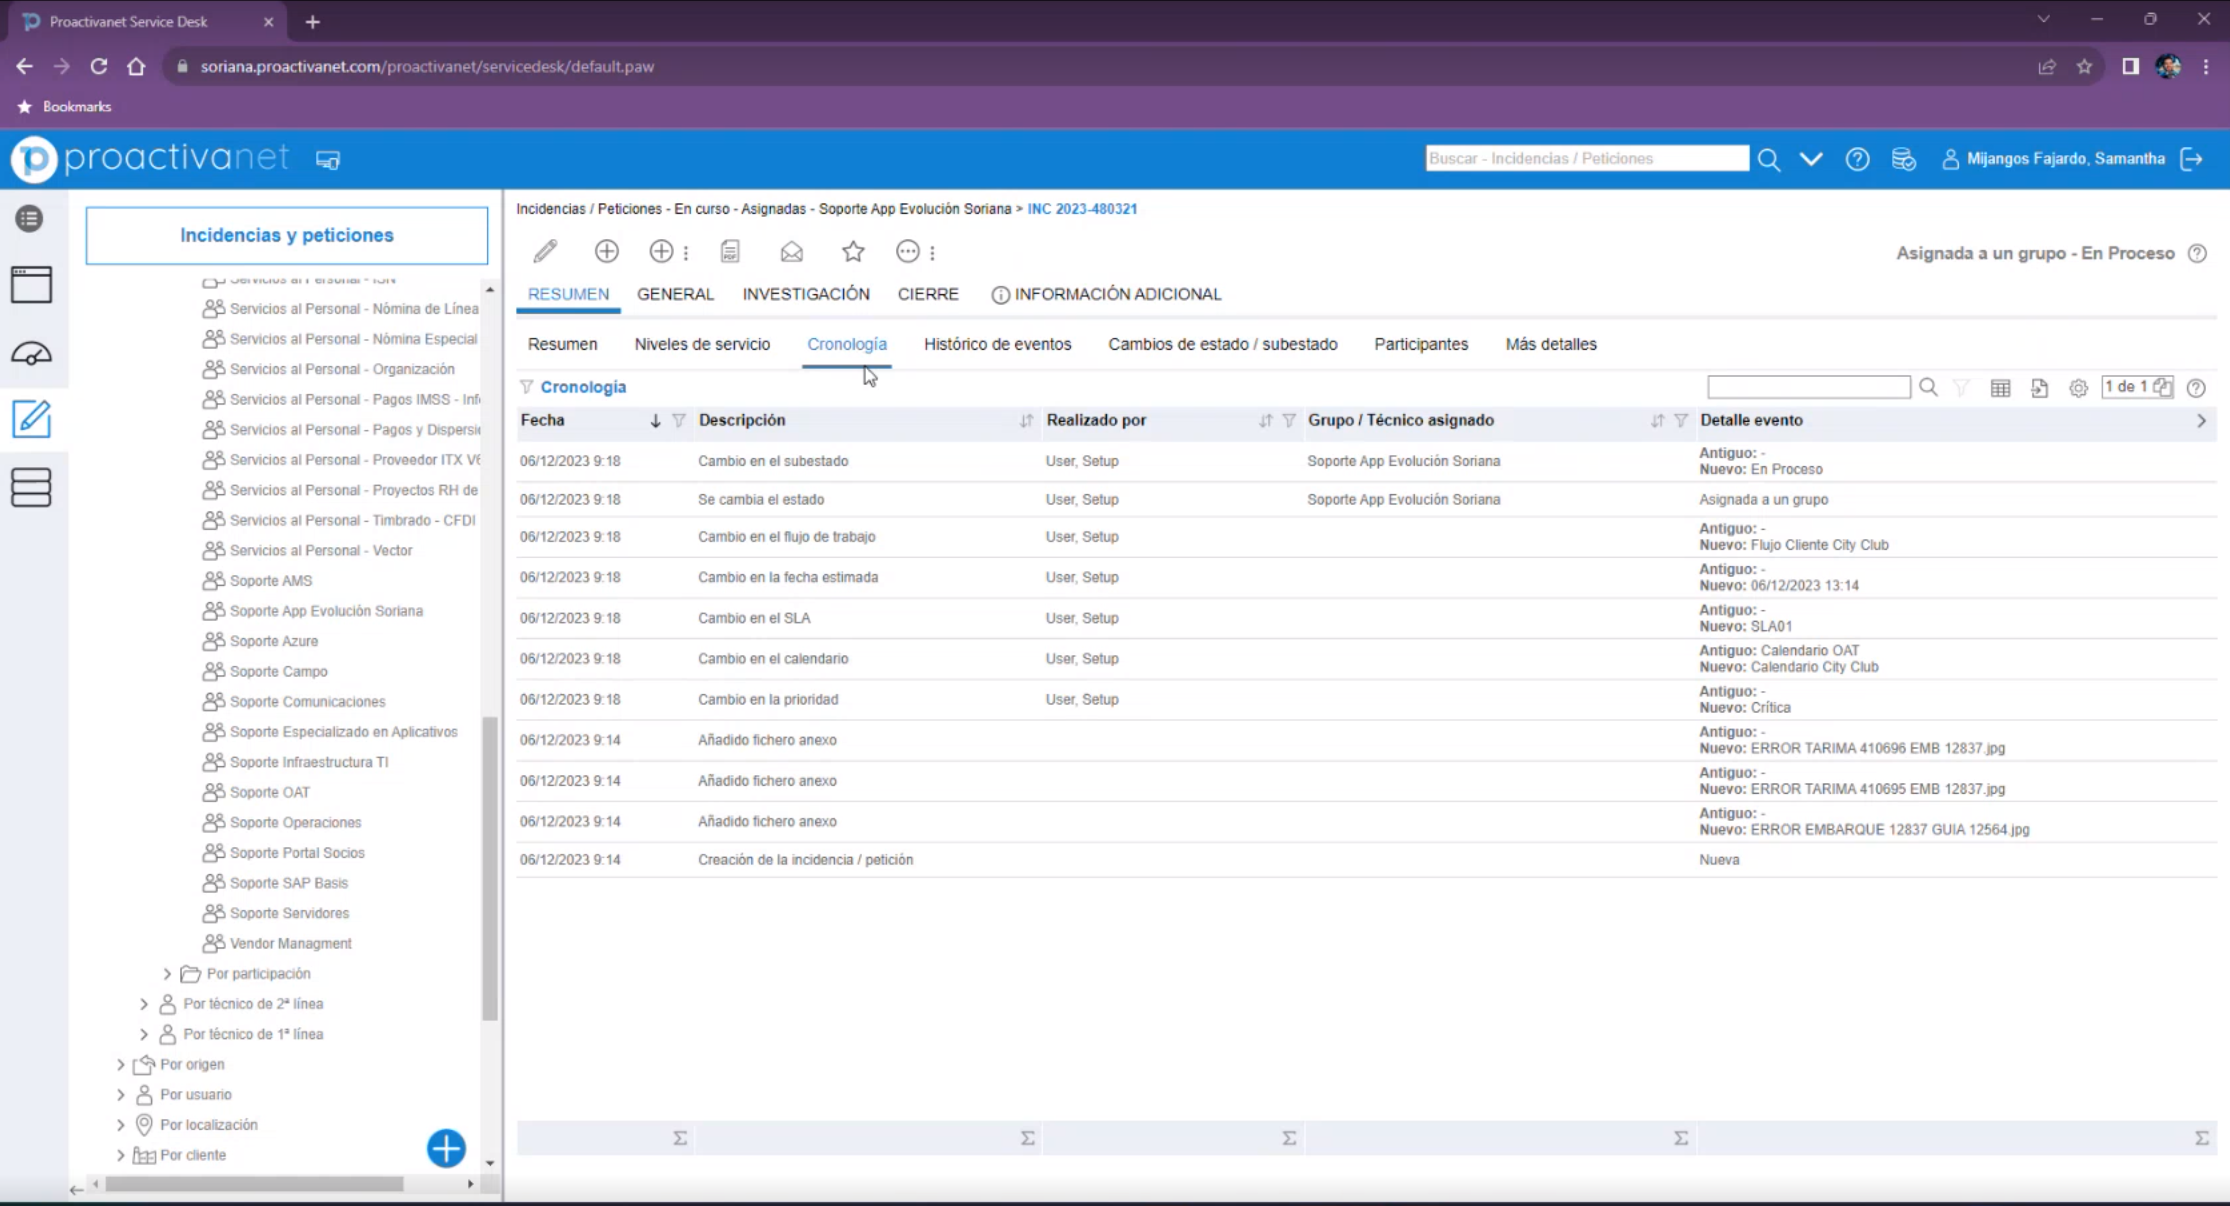 Proactivanet Service Desk
soriana.proactivanet.com/proactivanet/servicedesk/default.paw
Bookmarks
proactivanet
Buscar - Incidencias / Peticiones
Mijangos Fajardo, Samantha
Incidencias y peticiones
Servicios al Personal - ISN
Servicios al Personal - Nómina de Línea
Servicios al Personal - Nómina Especial
Servicios al Personal - Organización
Servicios al Personal - Pagos IMSS - Inf
Servicios al Personal - Pagos y Dispersi
Servicios al Personal - Proveedor ITX V6
Servicios al Personal - Proyectos RH de
Servicios al Personal - Timbrado - CFDI
Servicios al Personal - Vector
Soporte AMS
Soporte App Evolución Soriana
Soporte Azure
Soporte Campo
Soporte Comunicaciones
Soporte Especializado en Aplicativos
Soporte Infraestructura TI
Soporte OAT
Soporte Operaciones
Soporte Portal Socios
Soporte SAP Basis
Soporte Servidores
Vendor Managment
Por participación
Por técnico de 2ª línea
Por técnico de 1ª línea
Por origen
Por usuario
Por localización
Por cliente
Incidencias / Peticiones - En curso - Asignadas - Soporte App Evolución Soriana > INC 2023-480321
Asignada a un grupo - En Proceso
RESUMEN GENERAL INVESTIGACIÓN CIERRE INFORMACIÓN ADICIONAL
Resumen Niveles de servicio Cronología Histórico de eventos Cambios de estado / subestado Participantes Más detalles
Cronología
1 de 1
Fecha Descripción Realizado por Grupo / Técnico asignado Detalle evento
06/12/2023 9:18 Cambio en el subestado User, Setup Soporte App Evolución Soriana Antiguo: -
Nuevo: En Proceso
06/12/2023 9:18 Se cambia el estado User, Setup Soporte App Evolución Soriana Asignada a un grupo
06/12/2023 9:18 Cambio en el flujo de trabajo User, Setup Antiguo: -
Nuevo: Flujo Cliente City Club
06/12/2023 9:18 Cambio en la fecha estimada User, Setup Antiguo: -
Nuevo: 06/12/2023 13:14
06/12/2023 9:18 Cambio en el SLA User, Setup Antiguo: -
Nuevo: SLA01
06/12/2023 9:18 Cambio en el calendario User, Setup Antiguo: Calendario OAT
Nuevo: Calendario City Club
06/12/2023 9:18 Cambio en la prioridad User, Setup Antiguo: -
Nuevo: Crítica
06/12/2023 9:14 Añadido fichero anexo Antiguo: -
Nuevo: ERROR TARIMA 410696 EMB 12837.jpg
06/12/2023 9:14 Añadido fichero anexo Antiguo: -
Nuevo: ERROR TARIMA 410695 EMB 12837.jpg
06/12/2023 9:14 Añadido fichero anexo Antiguo: -
Nuevo: ERROR EMBARQUE 12837 GUIA 12564.jpg
06/12/2023 9:14 Creación de la incidencia / petición Nueva
Σ Σ Σ Σ Σ